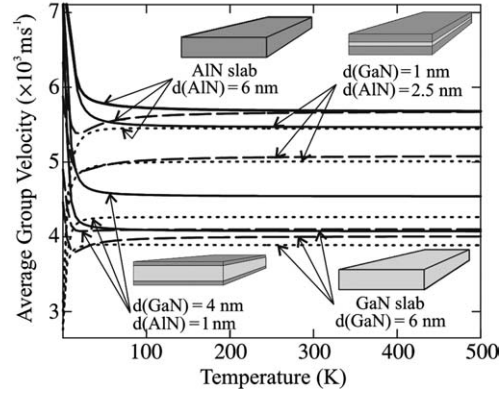 7
6
5
4
3
Average Group Velocity (×10³ ms⁻¹)
AlN slab
d(AlN)=6 nm
d(GaN)=1 nm
d(AlN)=2.5 nm
d(GaN)=4 nm
d(AlN)=1nm
GaN slab
d(GaN)=6 nm
100 200 300 400 500
Temperature (K)